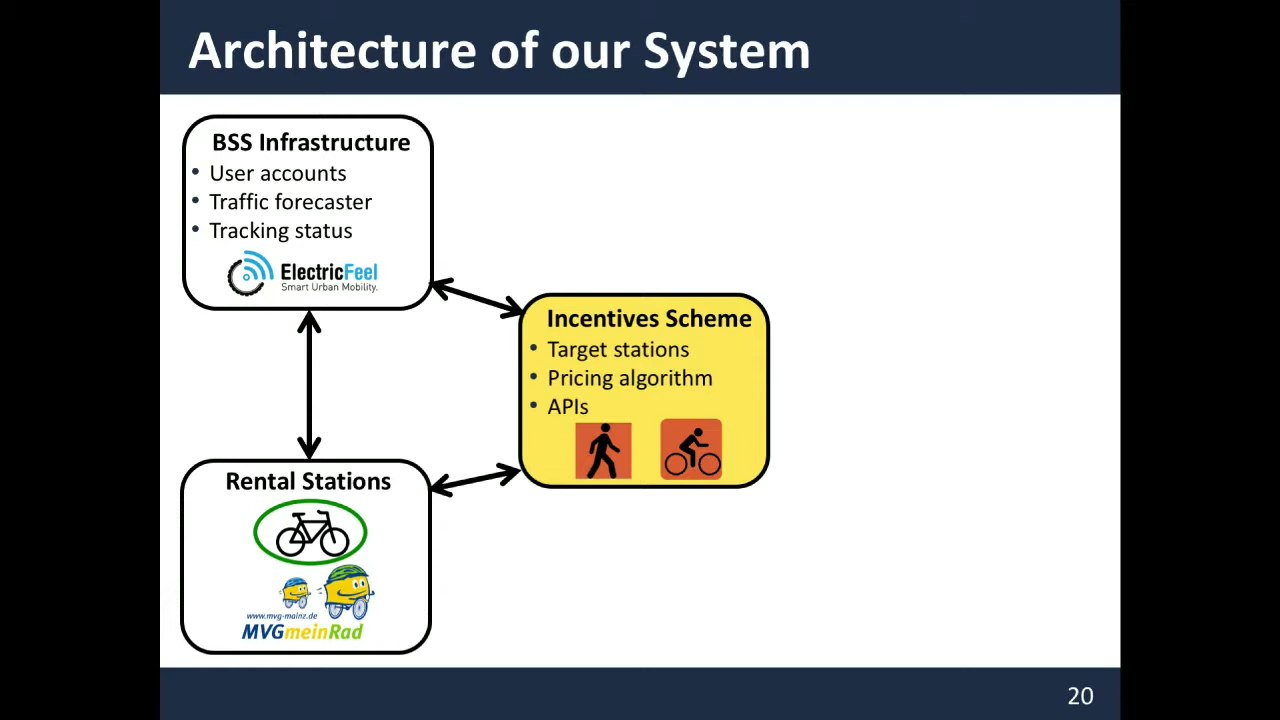 Architecture of our System
BSS Infrastructure
• User accounts
• Traffic forecaster
• Tracking status
ElectricFeel
Smart Urban Mobility.
Incentives Scheme
• Target stations
• Pricing algorithm
• APIs
Rental Stations
www.mvg-mainz.de
MVGmeinRad
20